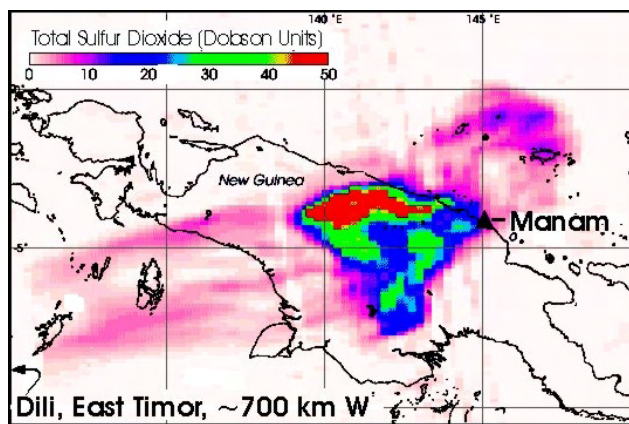 140 °E
145 °E
Total Sulfur Dioxide (Dobson Units)
0 10 20 30 40 50
0
New Guinea
Manam
-5
Dili, East Timor, ~700 km W